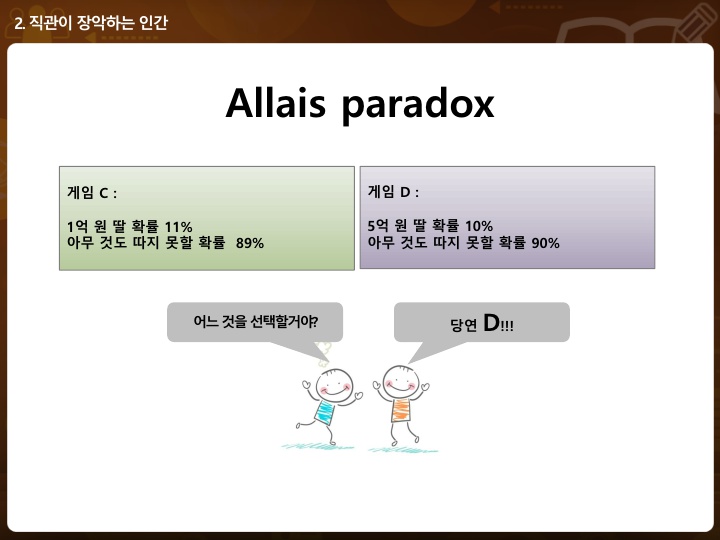 2. 직관이 장악하는 인간
Allais paradox
게임 C :
1억 원 딸 확률 11%
아무 것도 따지 못할 확률 89%
게임 D :
5억 원 딸 확률 10%
아무 것도 따지 못할 확률 90%
어느 것을 선택할거야?
당연 D!!!